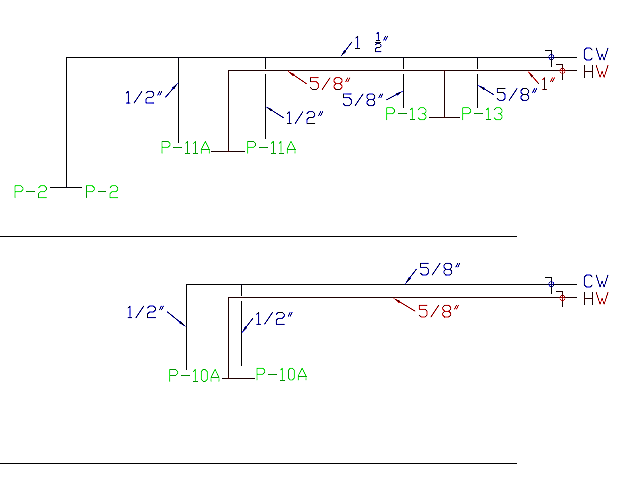 1 1/2" CW
HW
1/2" 5/8" 5/8" 5/8" 1"
1/2" P-13 P-13
P-11A P-11A
P-2 P-2
5/8" CW
HW
1/2" 1/2" 5/8"
P-10A P-10A